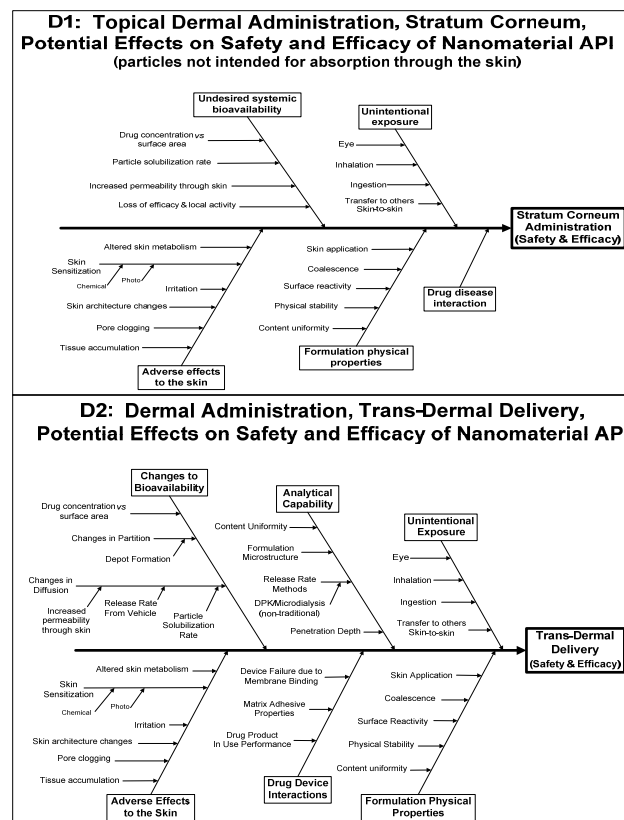 D1: Topical Dermal Administration, Stratum Corneum,
Potential Effects on Safety and Efficacy of Nanomaterial API
(particles not intended for absorption through the skin)
Undesired systemic
bioavailability
Unintentional
exposure
Drug concentration vs
surface area
Particle solubilization rate
Increased permeability through skin
Loss of efficacy & local activity
Eye
Inhalation
Ingestion
Transfer to others
Skin-to-skin
Stratum Corneum
Administration
(Safety & Efficacy)
Altered skin metabolism
Skin
Sensitization
Chemical
Photo
Irritation
Skin architecture changes
Pore clogging
Tissue accumulation
Adverse effects
to the skin
Skin application
Coalescence
Surface reactivity
Physical stability
Content uniformity
Formulation physical
properties
Drug disease
interaction
D2: Dermal Administration, Trans-Dermal Delivery,
Potential Effects on Safety and Efficacy of Nanomaterial AP
Changes to
Bioavailability
Analytical
Capability
Unintentional
Exposure
Drug concentration vs
surface area
Changes in Partition
Depot Formation
Changes in
Diffusion
Increased
permeability
through skin
Release Rate
From Vehicle
Particle
Solubilization
Rate
Content Uniformity
Formulation
Microstructure
Release Rate
Methods
DPK/Microdialysis
(non-traditional)
Penetration Depth
Eye
Inhalation
Ingestion
Transfer to others
Skin-to-skin
Trans-Dermal
Delivery
(Safety & Efficacy)
Altered skin metabolism
Skin
Sensitization
Chemical
Photo
Irritation
Skin architecture changes
Pore clogging
Tissue accumulation
Adverse Effects
to the Skin
Device Failure due to
Membrane Binding
Matrix Adhesive
Properties
Drug Product
In Use Performance
Drug Device
Interactions
Skin Application
Coalescence
Surface Reactivity
Physical Stability
Content uniformity
Formulation Physical
Properties